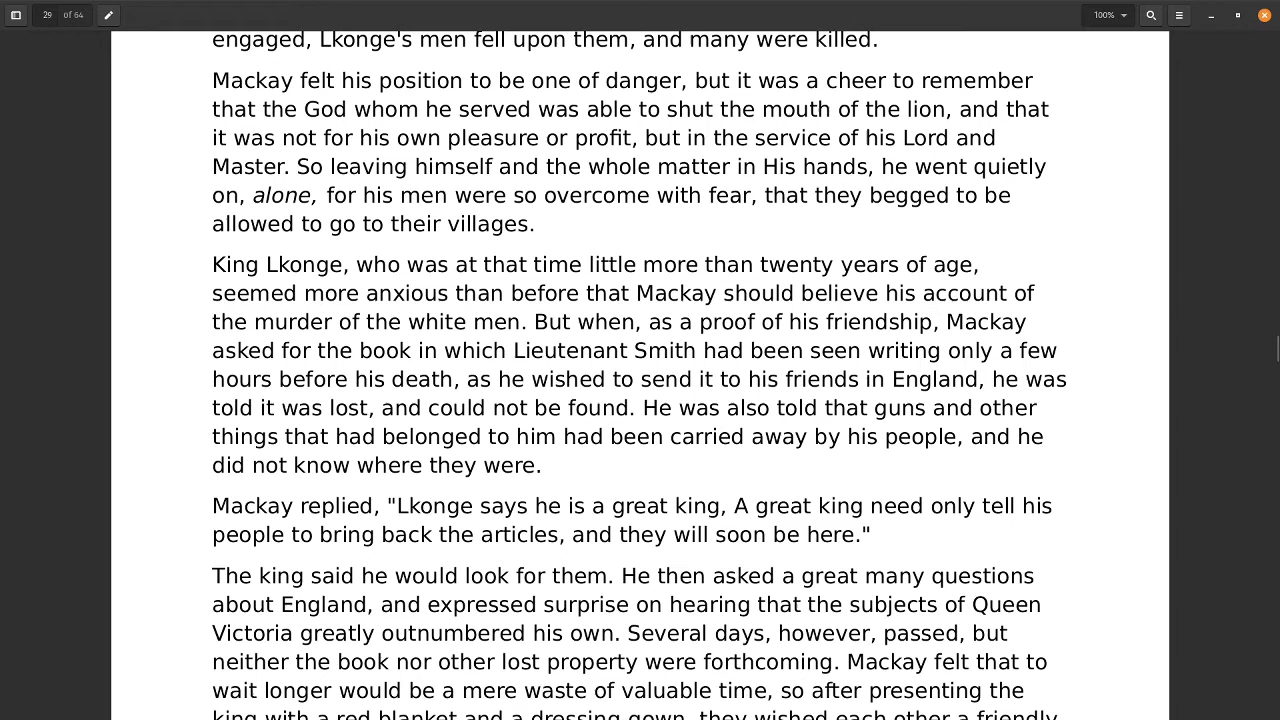 29 of 64
100%
engaged, Lkonge's men fell upon them, and many were killed.
Mackay felt his position to be one of danger, but it was a cheer to remember
that the God whom he served was able to shut the mouth of the lion, and that
it was not for his own pleasure or profit, but in the service of his Lord and
Master. So leaving himself and the whole matter in His hands, he went quietly
on, alone, for his men were so overcome with fear, that they begged to be
allowed to go to their villages.
King Lkonge, who was at that time little more than twenty years of age,
seemed more anxious than before that Mackay should believe his account of
the murder of the white men. But when, as a proof of his friendship, Mackay
asked for the book in which Lieutenant Smith had been seen writing only a few
hours before his death, as he wished to send it to his friends in England, he was
told it was lost, and could not be found. He was also told that guns and other
things that had belonged to him had been carried away by his people, and he
did not know where they were.
Mackay replied, "Lkonge says he is a great king, A great king need only tell his
people to bring back the articles, and they will soon be here."
The king said he would look for them. He then asked a great many questions
about England, and expressed surprise on hearing that the subjects of Queen
Victoria greatly outnumbered his own. Several days, however, passed, but
neither the book nor other lost property were forthcoming. Mackay felt that to
wait longer would be a mere waste of valuable time, so after presenting the
king with a red blanket and a dressing gown, they wished each other a friendly